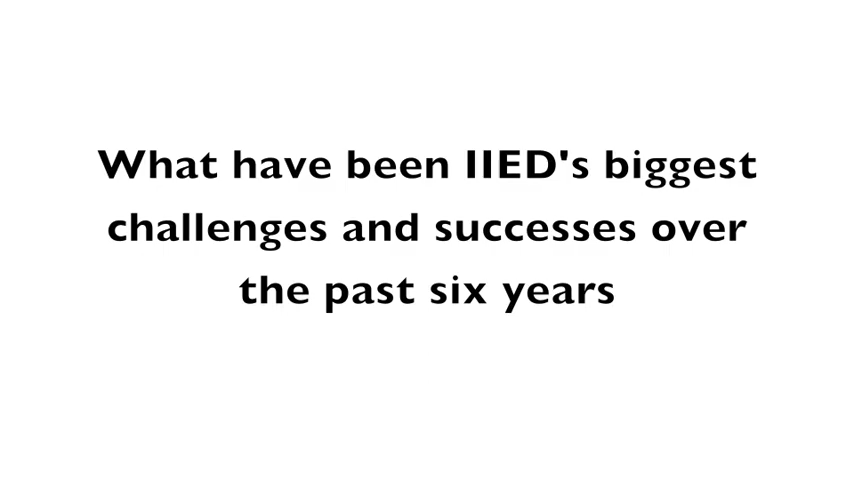 What have been IIED's biggest
challenges and successes over
the past six years